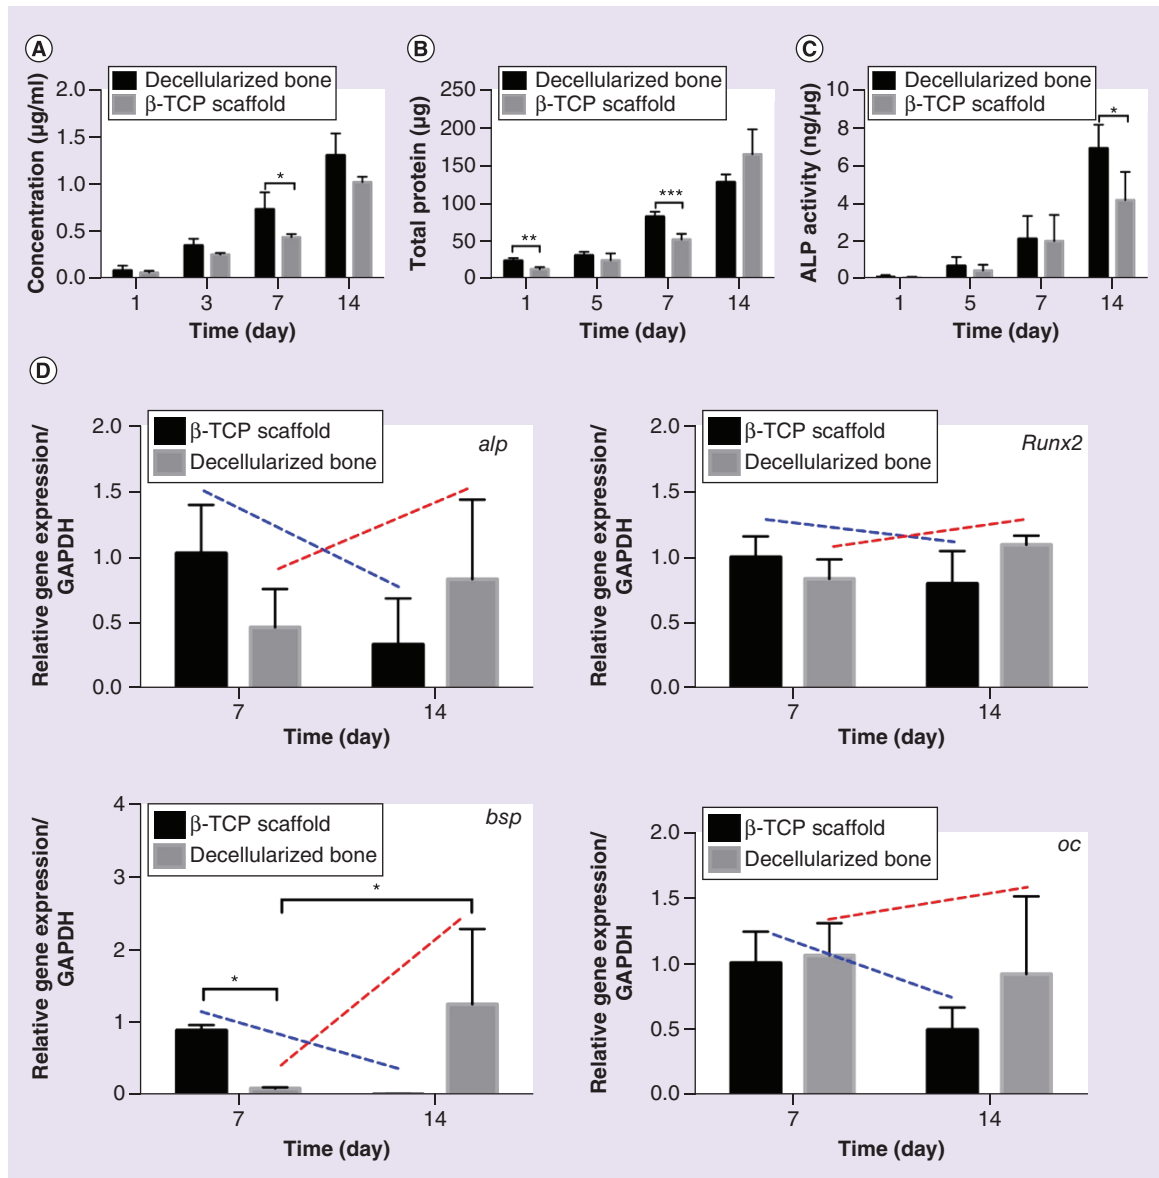 A
Decellularized bone
β-TCP scaffold
Concentration (µg/ml)
2.0
1.5
1.0
0.5
0.0
*
1 3 7 14
Time (day)
B
Decellularized bone
β-TCP scaffold
Total protein (µg)
250
200
150
100
50
0
**
***
1 5 7 14
Time (day)
C
Decellularized bone
β-TCP scaffold
ALP activity (ng/µg)
10
8
6
4
2
0
*
1 5 7 14
Time (day)
D
β-TCP scaffold
Decellularized bone
alp
Relative gene expression/
GAPDH
2.0
1.5
1.0
0.5
0.0
7 14
Time (day)
β-TCP scaffold
Decellularized bone
Runx2
Relative gene expression/
GAPDH
2.0
1.5
1.0
0.5
0.0
7 14
Time (day)
β-TCP scaffold
Decellularized bone
bsp
Relative gene expression/
GAPDH
4
3
2
1
0
*
*
7 14
Time (day)
β-TCP scaffold
Decellularized bone
oc
Relative gene expression/
GAPDH
2.0
1.5
1.0
0.5
0.0
7 14
Time (day)